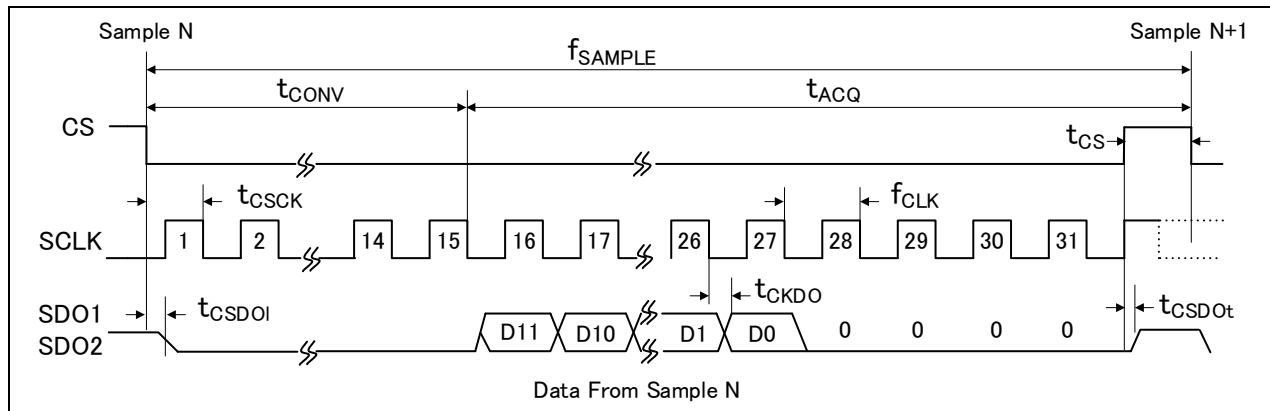 Sample N
Sample N+1
fSAMPLE
tCONV
tACQ
CS
tCS
tCSCK
fCLK
SCLK
1 2 14 15 16 17 26 27 28 29 30 31
tCKDO
SDO1
tCSDOl
tCSDOt
D11 D10 D1 D0 0 0 0 0
SDO2
Data From Sample N